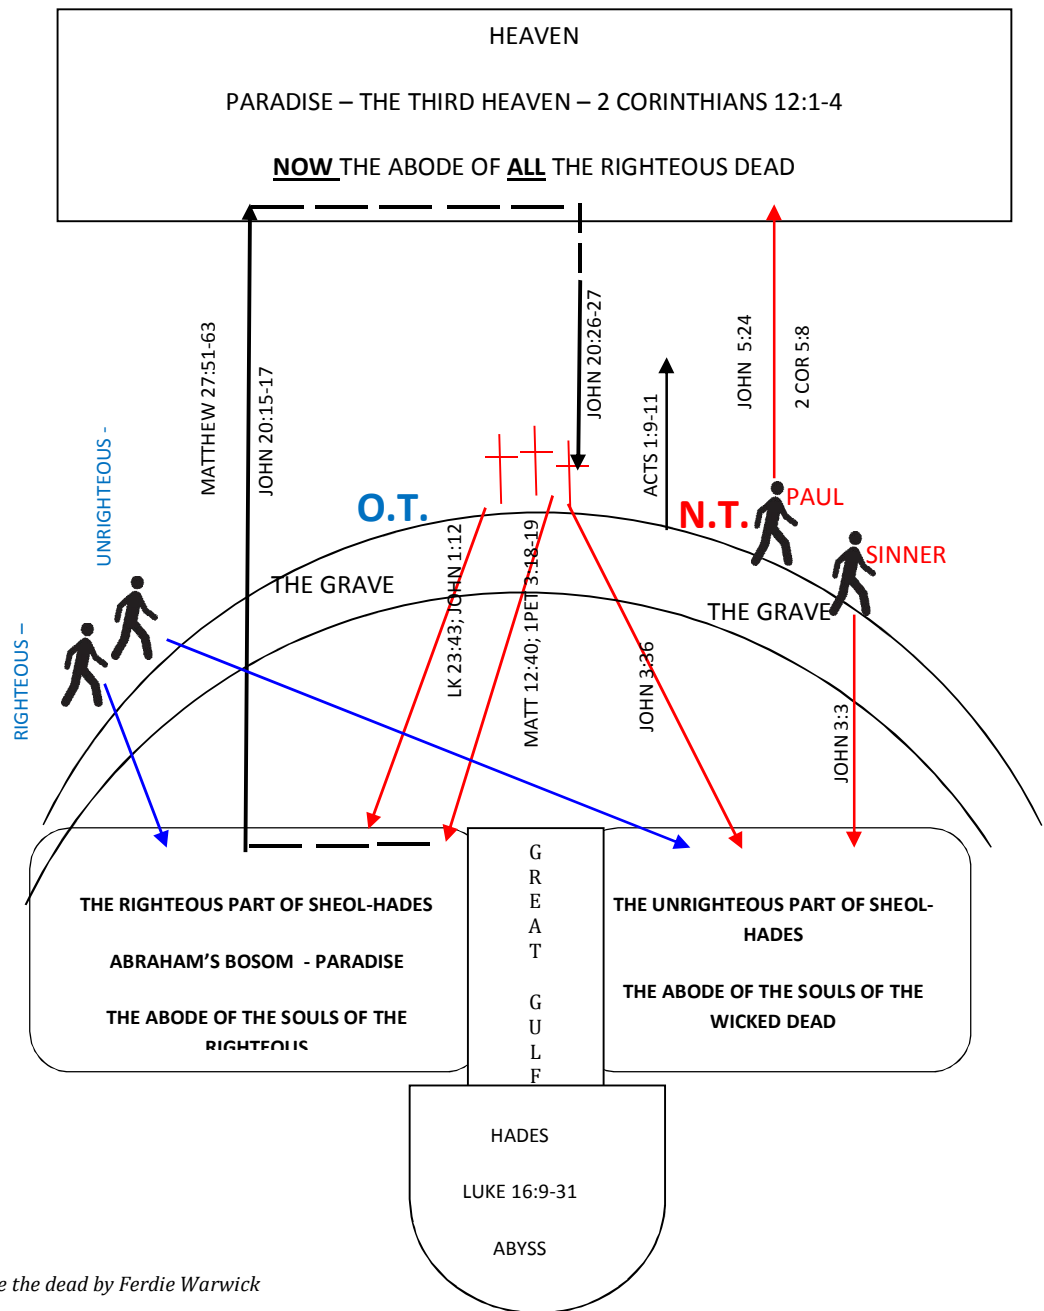 HEAVEN
PARADISE – THE THIRD HEAVEN – 2 CORINTHIANS 12:1-4
NOW THE ABODE OF ALL THE RIGHTEOUS DEAD
MATTHEW 27:51-63
JOHN 20:15-17
JOHN 20:26-27
ACTS 1:9-11
JOHN 5:24
2 COR 5:8
UNRIGHTEOUS -
RIGHTEOUS –
O.T.
N.T.
PAUL
SINNER
THE GRAVE
THE GRAVE
LK 23:43; JOHN 1:12
MATT 12:40; 1PET 3:18-19
JOHN 3:36
JOHN 3:3
THE RIGHTEOUS PART OF SHEOL-HADES
ABRAHAM’S BOSOM - PARADISE
THE ABODE OF THE SOULS OF THE
RIGHTEOUS
G
R
E
A
T
G
U
L
F
THE UNRIGHTEOUS PART OF SHEOL-
HADES
THE ABODE OF THE SOULS OF THE
WICKED DEAD
HADES
LUKE 16:9-31
ABYSS
e the dead by Ferdie Warwick